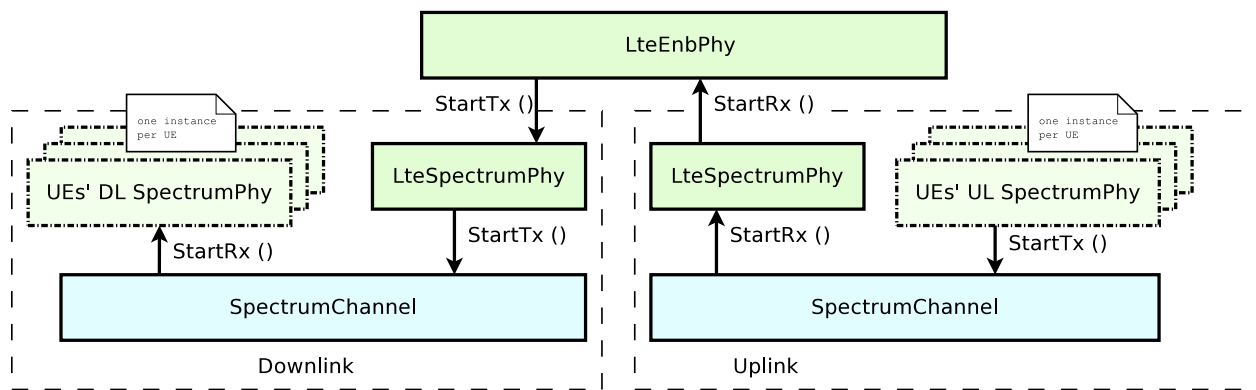 LteEnbPhy
StartTx ()
StartRx ()
one instance
per UE
one instance
per UE
UEs' DL SpectrumPhy
LteSpectrumPhy
LteSpectrumPhy
UEs' UL SpectrumPhy
StartRx ()
StartTx ()
StartRx ()
StartTx ()
SpectrumChannel
SpectrumChannel
Downlink
Uplink